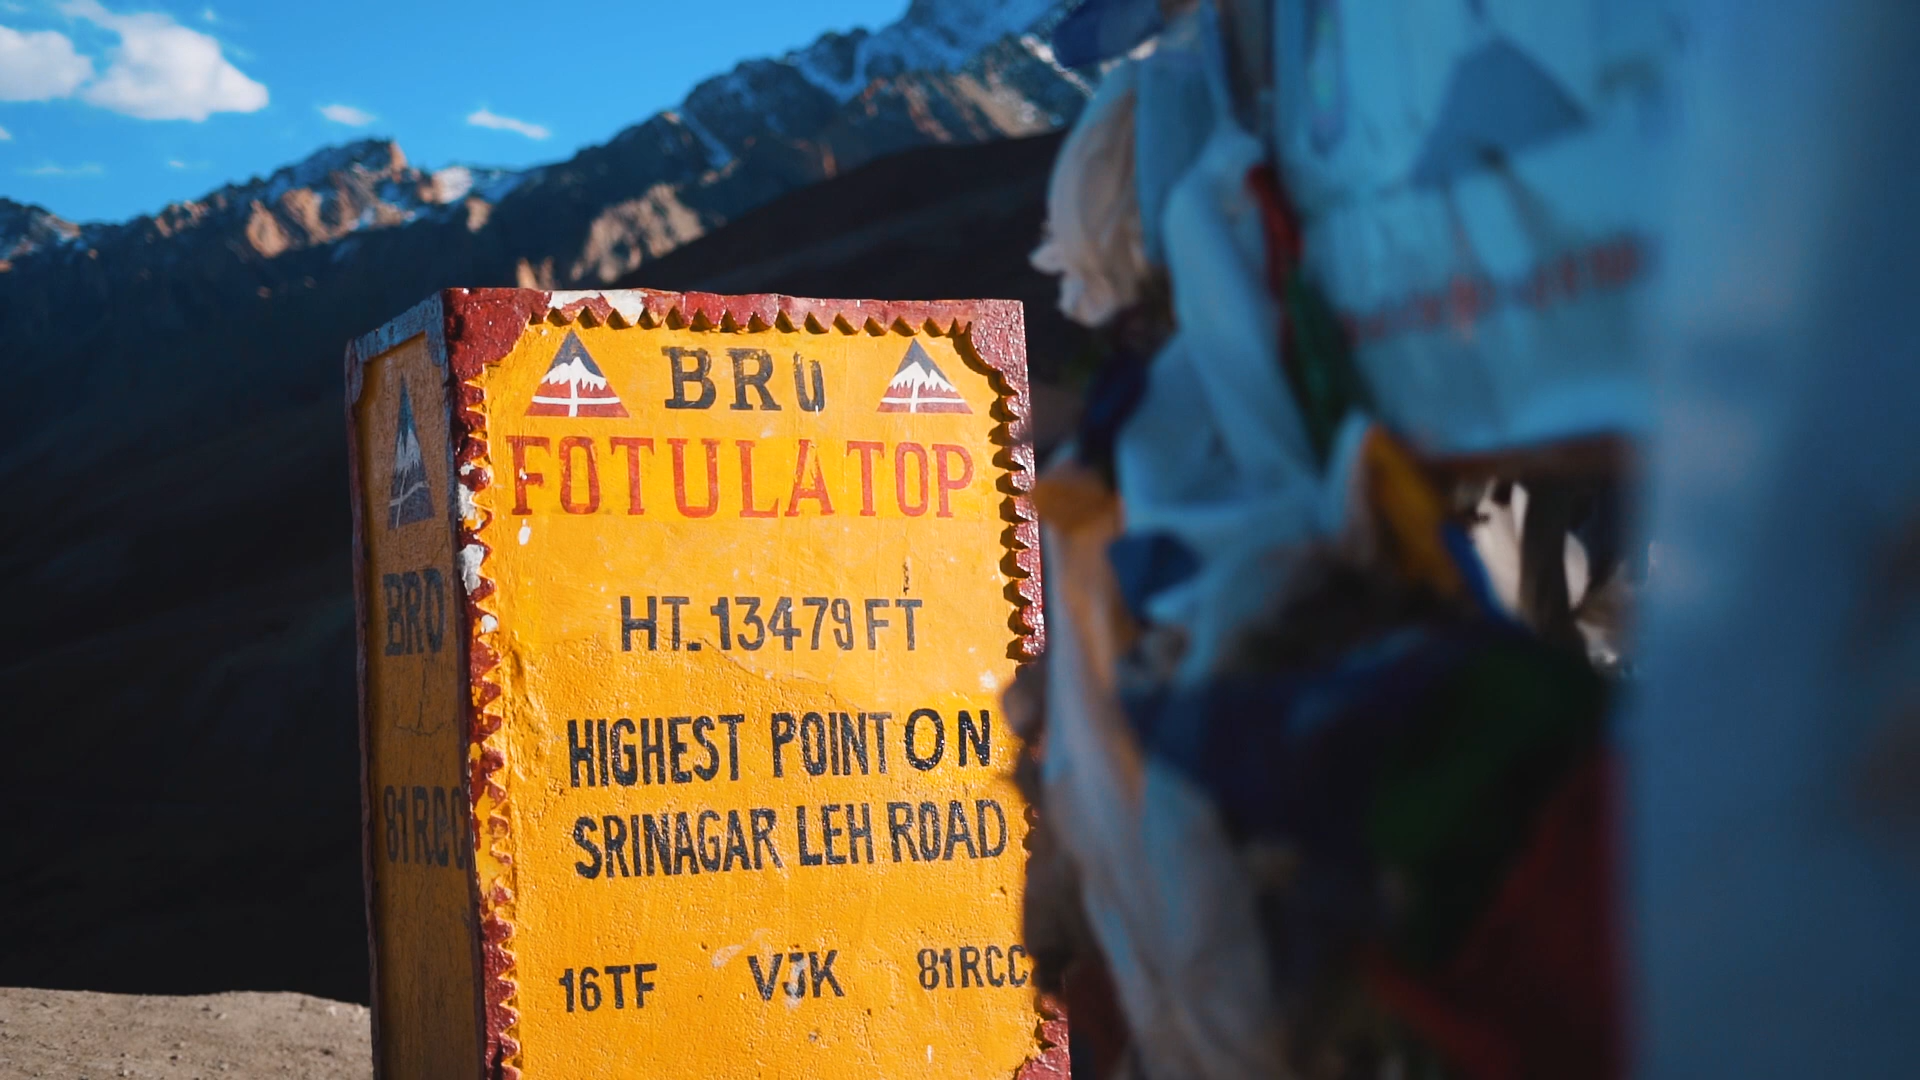 BRO
FOTULATOP
HT. 13479 FT
HIGHEST POINT ON
SRINAGAR LEH ROAD
16TF VJK 81RCC
BRO
81RCC